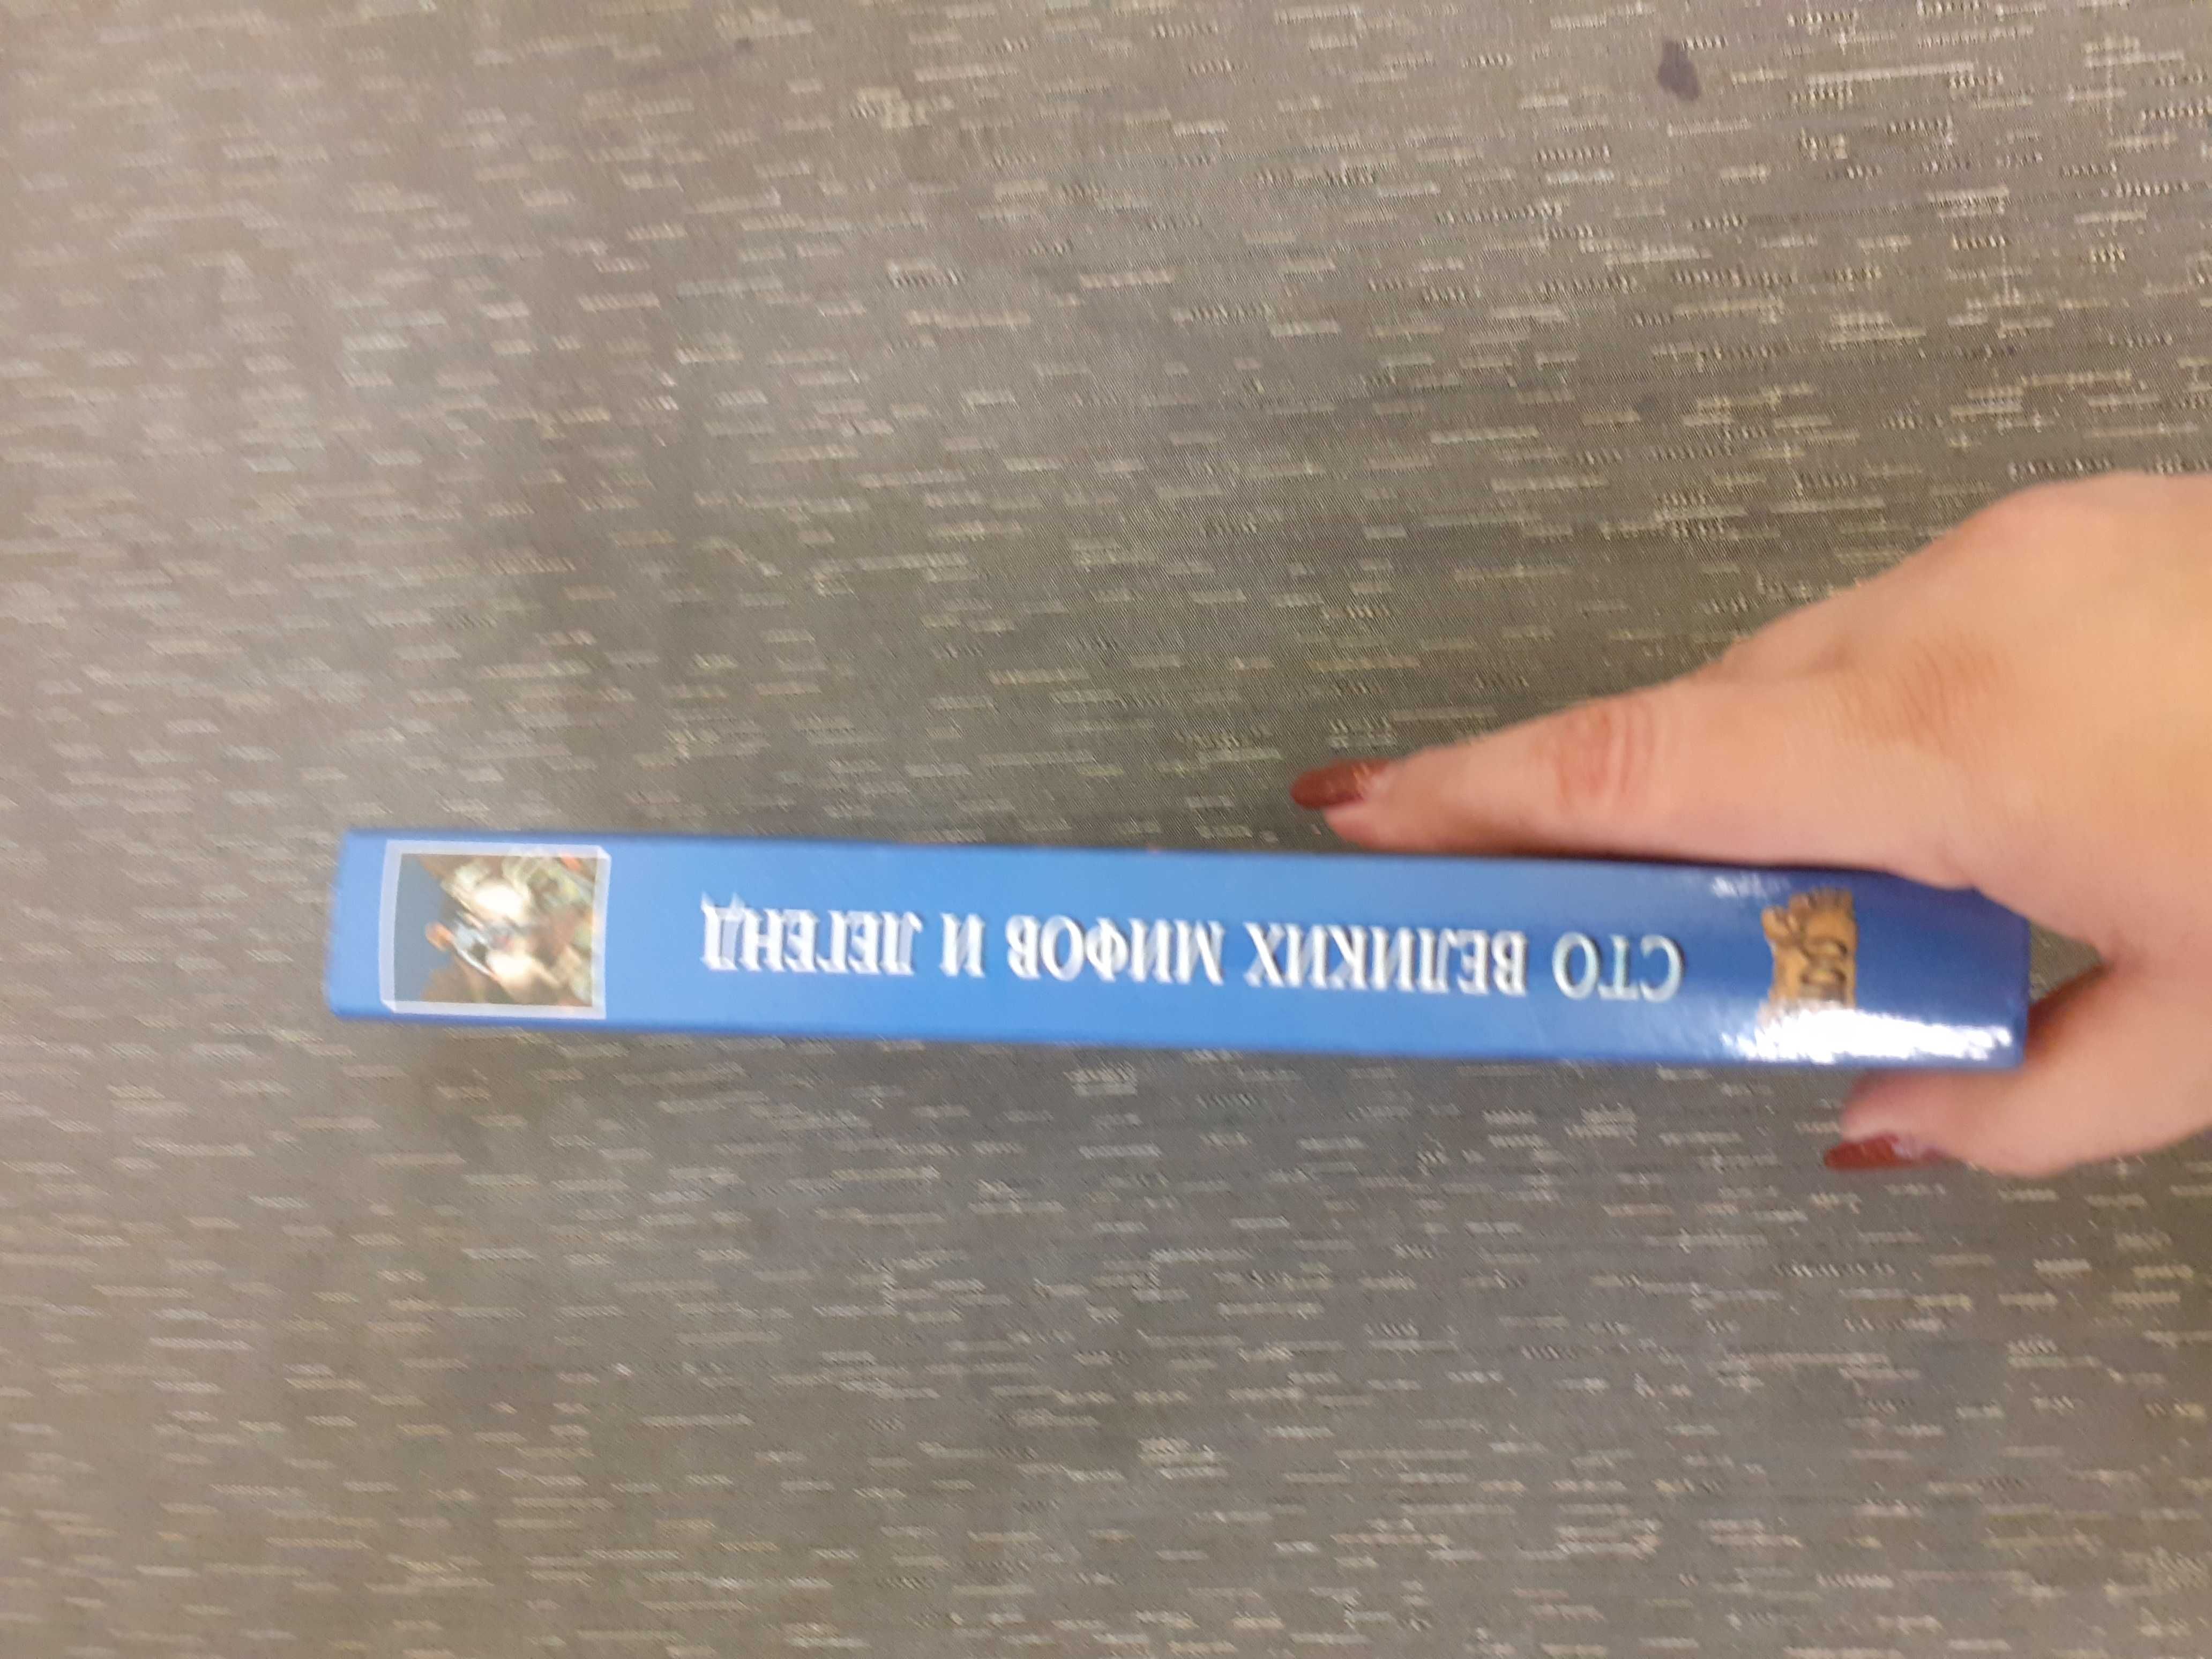 СТО ВЕЛИКИХ МИФОВ И ЛЕГЕНД